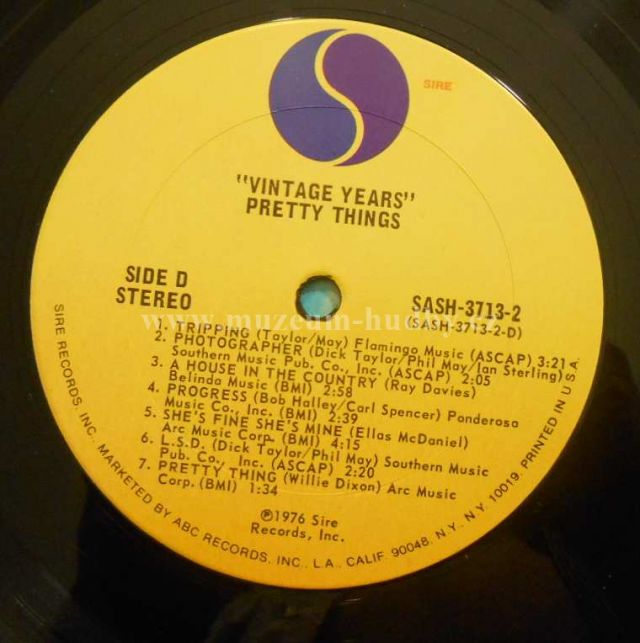 SIRE
"VINTAGE YEARS"
PRETTY THINGS
SIDE D
STEREO
SASH-3713-2
(SASH-3713-2-D)
1. TRIPPING (Taylor/May) Flamingo Music (ASCAP) 3:21
2. PHOTOGRAPHER (Dick Taylor/Phil May/Ian Sterling)
Southern Music Pub. Co., Inc. (ASCAP) 2:05
3. A HOUSE IN THE COUNTRY (Ray Davies)
Belinda Music (BMI) 2:58
4. PROGRESS (Bob Halley/Carl Spencer) Ponderosa
Music Co., Inc. (BMI) 2:39
5. SHE'S FINE SHE'S MINE (Ellas McDaniel)
Arc Music Corp. (BMI) 4:15
6. L.S.D. (Dick Taylor/Phil May) Southern Music
Pub. Co., Inc. (ASCAP) 2:20
7. PRETTY THING (Willie Dixon) Arc Music
Corp. (BMI) 1:34
℗1976 Sire
Records, Inc.
SIRE RECORDS, INC. MARKETED BY ABC RECORDS, INC., L.A., CALIF. 90048, N.Y., N.Y. 10019. PRINTED IN U.S.A.